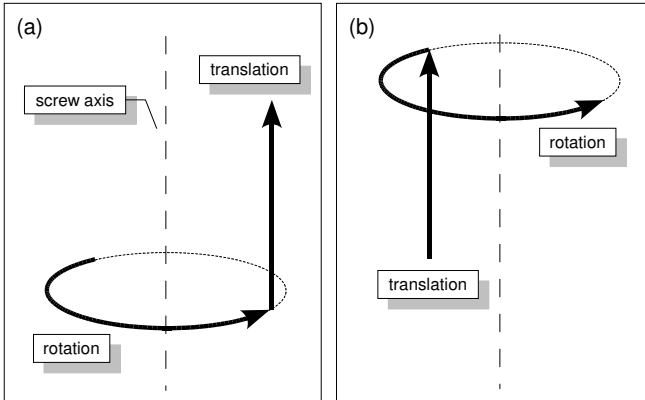 (a)
translation
screw axis
rotation
(b)
rotation
translation